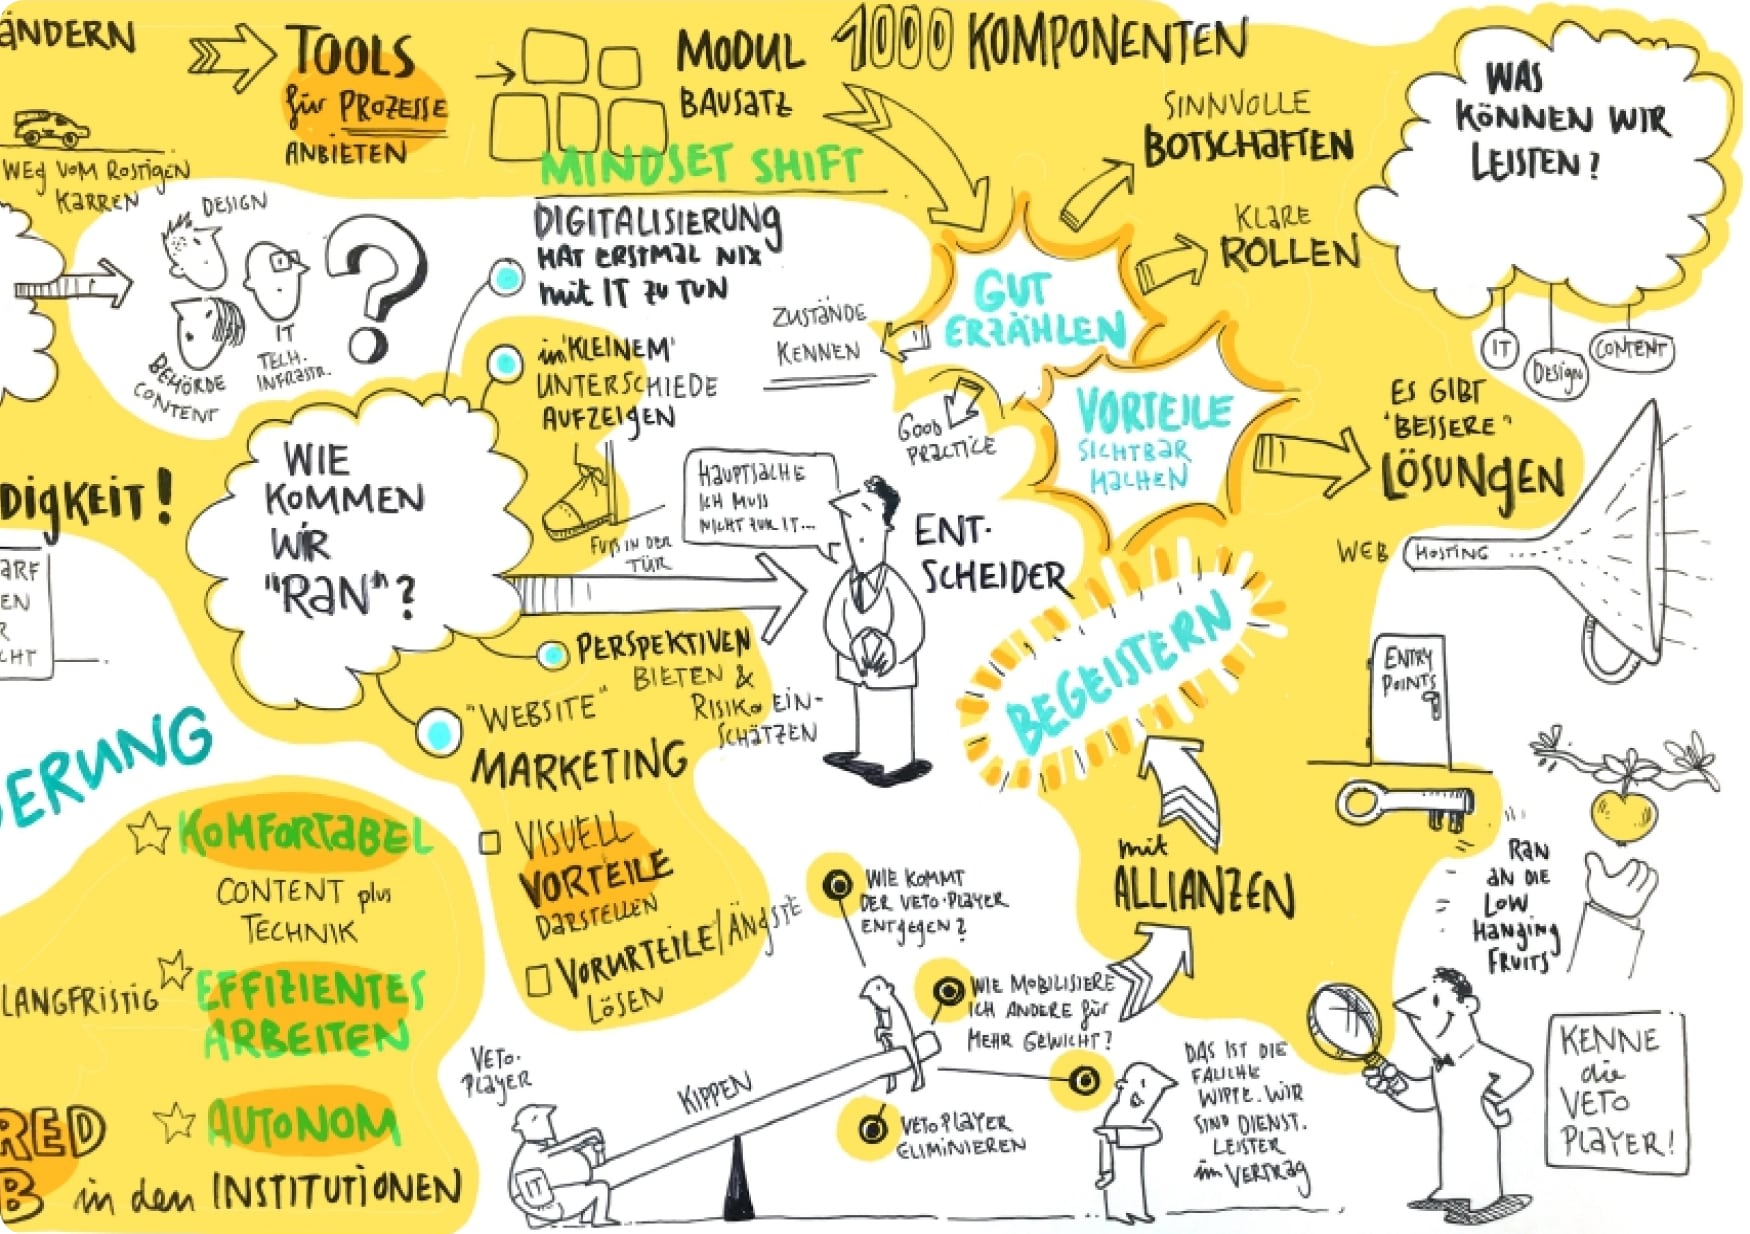 ÄNDERN
TOOLS
für PROZESSE
ANBIETEN
MODUL
BAUSATZ
1000 KOMPONENTEN
WEG VOM ROSTIGEN
KARREN
MINDSET SHIFT
DIGITALISIERUNG
HAT ERSTMAL NIX
mit IT ZU TUN
DESIGN
IT
TECH.
INFRASTR.
BEHÖRDE
CONTENT
in 'KLEINEM'
UNTERSCHIEDE
AUFZEIGEN
FUß IN DER
TÜR
ZUSTÄNDE
KENNEN
GUT
ERZÄHLEN
SINNVOLLE
BOTSCHAFTEN
KLARE
ROLLEN
WAS
KÖNNEN WIR
LEISTEN?
IT
DESIGN
CONTENT
GOOD
PRACTICE
VORTEILE
SICHTBAR
MACHEN
ES GIBT
"BESSERE"
LÖSUNGEN
WEB HOSTING
ENTRY
POINTS
DIGKEIT!
ARF
EN
R
CHT
WIE
KOMMEN
WIR
"RAN"?
HAUPTSACHE
ICH MUSS
NICHT ZUR IT...
ENT-
SCHEIDER
PERSPEKTIVEN
BIETEN &
RISIKO EIN-
SCHÄTZEN
"WEBSITE"
MARKETING
VISUELL
VORTEILE
DARSTELLEN
VORURTEILE/ÄNGSTE
LÖSEN
BEGEISTERN
mit
ALLIANZEN
RAN
AN DIE
LOW
HANGING
FRUITS
DERUNG
KOMFORTABEL
CONTENT plus
TECHNIK
LANGFRISTIG
EFFIZIENTES
ARBEITEN
AUTONOM
RED
B in den INSTITUTIONEN
VETO-
PLAYER
IT
KIPPEN
WIE KOMMT
DER VETO-PLAYER
ENTGEGEN?
WIE MOBILISIERE
ICH ANDERE für
MEHR GEWICHT?
VETOPLAYER
ELIMINIEREN
DAS IST DIE
FALSCHE
WIPPE. WIR
SIND DIENST-
LEISTER
im VERTRAG
KENNE
die
VETO
PLAYER!